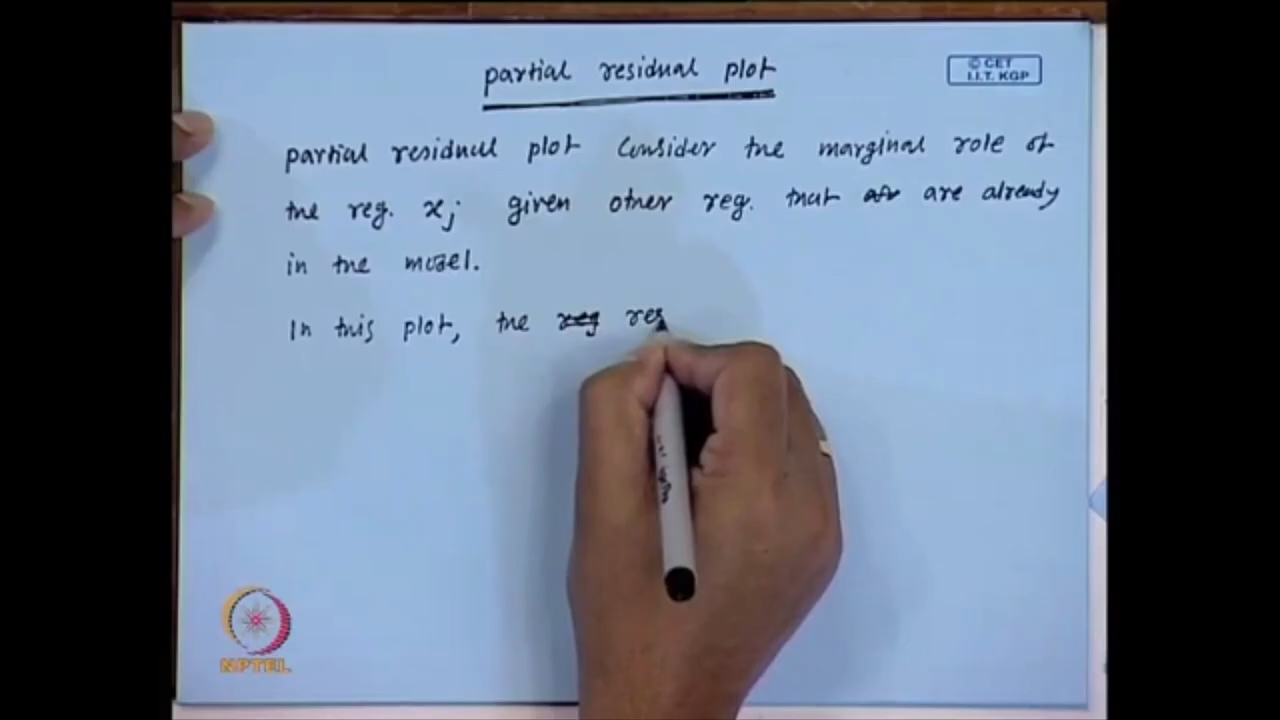 partial residual plot
© CET
I.I.T. KGP
partial residual plot consider the marginal role of
the reg. xj given other reg. that are already
in the model.
In this plot, the reg res
NPTEL